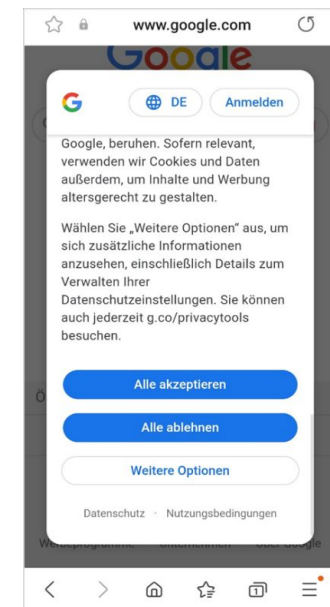 www.google.com
Google
DE
Anmelden
Google, beruhen. Sofern relevant,
verwenden wir Cookies und Daten
außerdem, um Inhalte und Werbung
altersgerecht zu gestalten.
Wählen Sie „Weitere Optionen“ aus, um
sich zusätzliche Informationen
anzusehen, einschließlich Details zum
Verwalten Ihrer
Datenschutzeinstellungen. Sie können
auch jederzeit g.co/privacytools
besuchen.
Alle akzeptieren
Alle ablehnen
Weitere Optionen
Datenschutz · Nutzungsbedingungen
Werbeprogramme Unternehmen Über Google
1